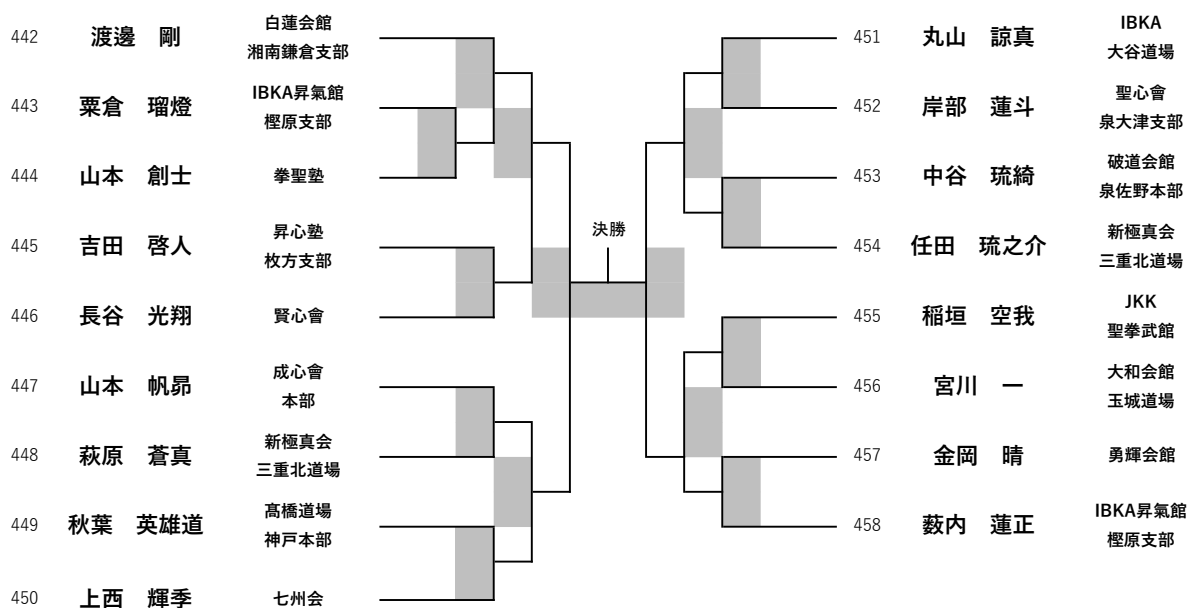 442 渡邊 剛 白蓮会館
湘南鎌倉支部
443 粟倉 瑠燈 IBKA昇氣館
樫原支部
444 山本 創士 拳聖塾
445 吉田 啓人 昇心塾
枚方支部
446 長谷 光翔 賢心會
447 山本 帆昴 成心會
本部
448 萩原 蒼真 新極真会
三重北道場
449 秋葉 英雄道 髙橋道場
神戸本部
450 上西 輝季 七州会
決勝
451 丸山 諒真 IBKA
大谷道場
452 岸部 蓮斗 聖心會
泉大津支部
453 中谷 琉綺 破道会館
泉佐野本部
454 任田 琉之介 新極真会
三重北道場
455 稲垣 空我 JKK
聖拳武館
456 宮川 一 大和会館
玉城道場
457 金岡 晴 勇輝会館
458 薮内 蓮正 IBKA昇氣館
樫原支部